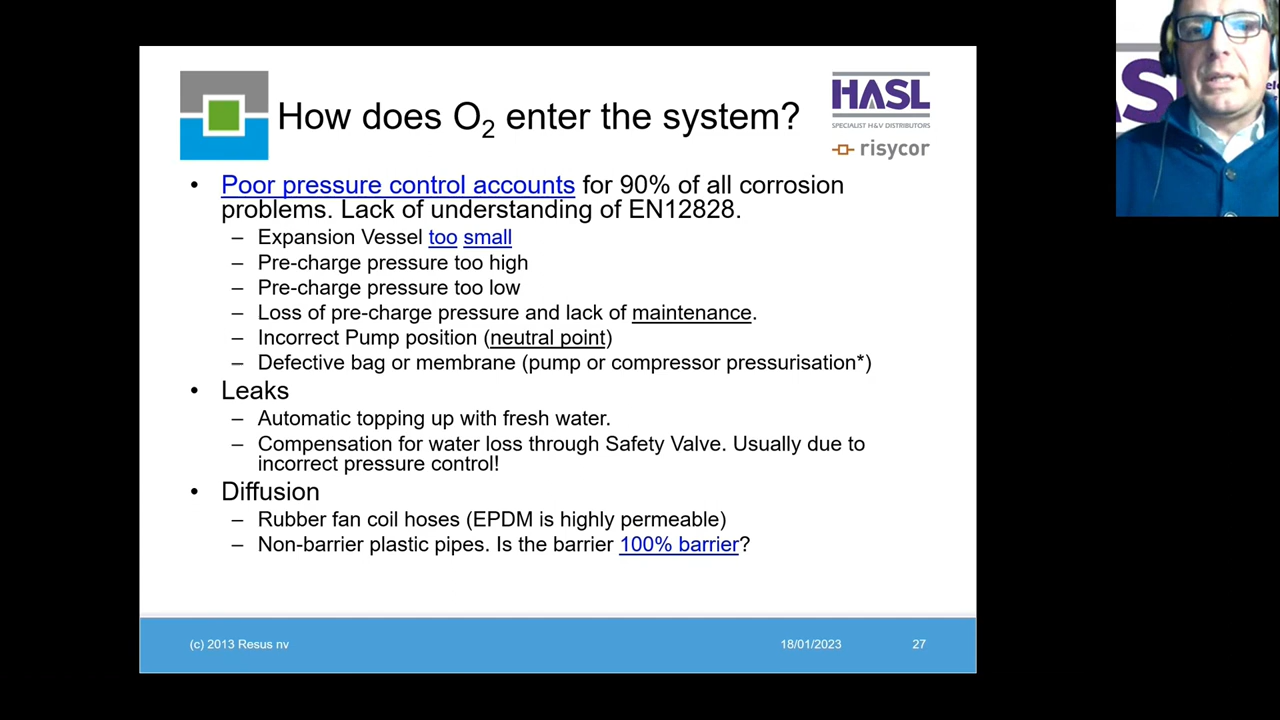 How does O2 enter the system?
HASL
SPECIALIST H&V DISTRIBUTORS
risycor
• Poor pressure control accounts for 90% of all corrosion
problems. Lack of understanding of EN12828.
– Expansion Vessel too small
– Pre-charge pressure too high
– Pre-charge pressure too low
– Loss of pre-charge pressure and lack of maintenance.
– Incorrect Pump position (neutral point)
– Defective bag or membrane (pump or compressor pressurisation*)
• Leaks
– Automatic topping up with fresh water.
– Compensation for water loss through Safety Valve. Usually due to
incorrect pressure control!
• Diffusion
– Rubber fan coil hoses (EPDM is highly permeable)
– Non-barrier plastic pipes. Is the barrier 100% barrier?
(c) 2013 Resus nv
18/01/2023
27